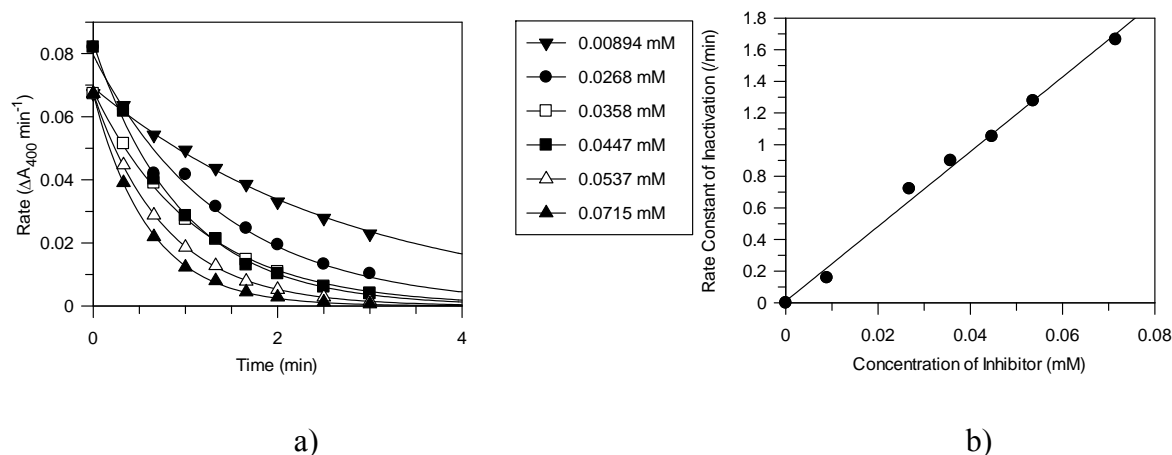 0.08
0.06
0.04
0.02
0
Rate (ΔA400 min-1)
0
2
4
Time (min)
0.00894 mM
0.0268 mM
0.0358 mM
0.0447 mM
0.0537 mM
0.0715 mM
1.8
1.6
1.4
1.2
1
0.8
0.6
0.4
0.2
0
Rate Constant of Inactivation (/min)
0
0.02
0.04
0.06
0.08
Concentration of Inhibitor (mM)
a)
b)